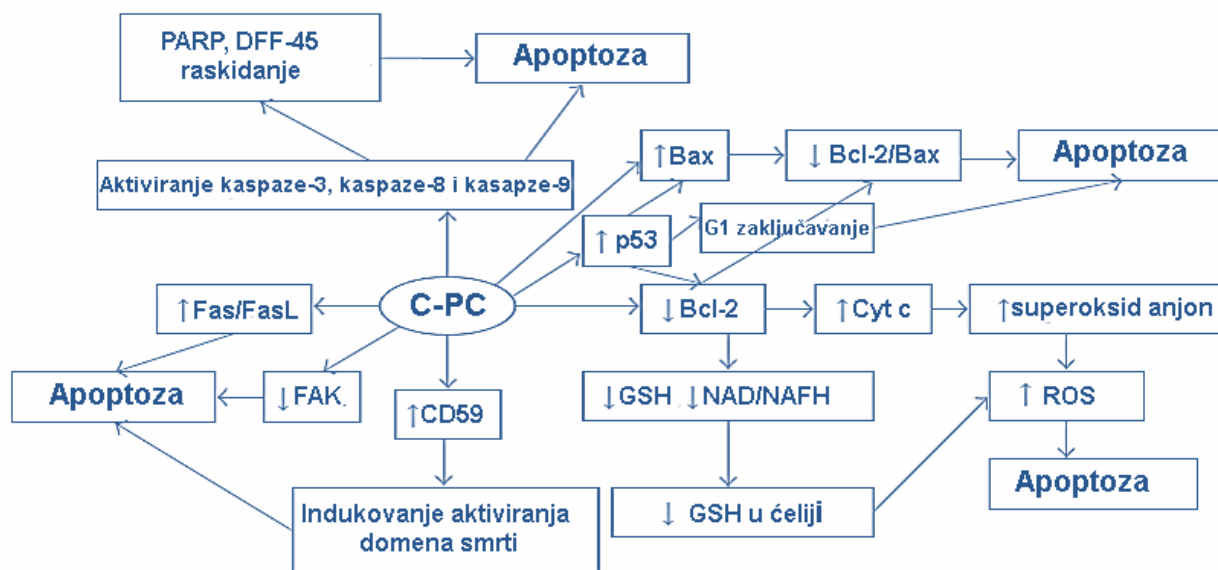 PARP, DFF-45
raskidanje
Apoptoza
Aktiviranje kaspaze-3, kaspaze-8 i kasapze-9
↑Bax
↓ Bcl-2/Bax
Apoptoza
↑ p53
G1 zaključavanje
↑Fas/FasL
C-PC
↓Bcl-2
↑Cyt c
↑superoksid anjon
Apoptoza
↓FAK
↑CD59
↓GSH ↓NAD/NAFH
↑ ROS
Indukovanje aktiviranja
domena smrti
↓ GSH u ćeliji
Apoptoza